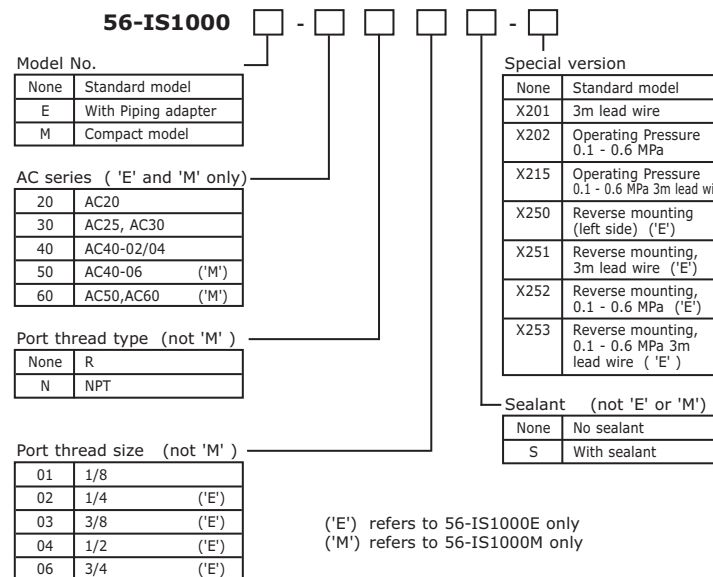 56-IS1000 - -
Model No.
None Standard model
E With Piping adapter
M Compact model
AC series ( 'E' and 'M' only)
20 AC20
30 AC25, AC30
40 AC40-02/04
50 AC40-06 ('M')
60 AC50,AC60 ('M')
Port thread type (not 'M' )
None R
N NPT
Port thread size (not 'M' )
01 1/8
02 1/4 ('E')
03 3/8 ('E')
04 1/2 ('E')
06 3/4 ('E')
Special version
None Standard model
X201 3m lead wire
X202 Operating Pressure
0.1 - 0.6 MPa
X215 Operating Pressure
0.1 - 0.6 MPa 3m lead
X250 Reverse mounting
(left side) ('E')
X251 Reverse mounting,
3m lead wire ('E')
X252 Reverse mounting,
0.1 - 0.6 MPa ('E')
X253 Reverse mounting,
0.1 - 0.6 MPa 3m
lead wire ( 'E' )
Sealant (not 'E' or 'M')
None No sealant
S With sealant
('E') refers to 56-IS1000E only
('M') refers to 56-IS1000M only